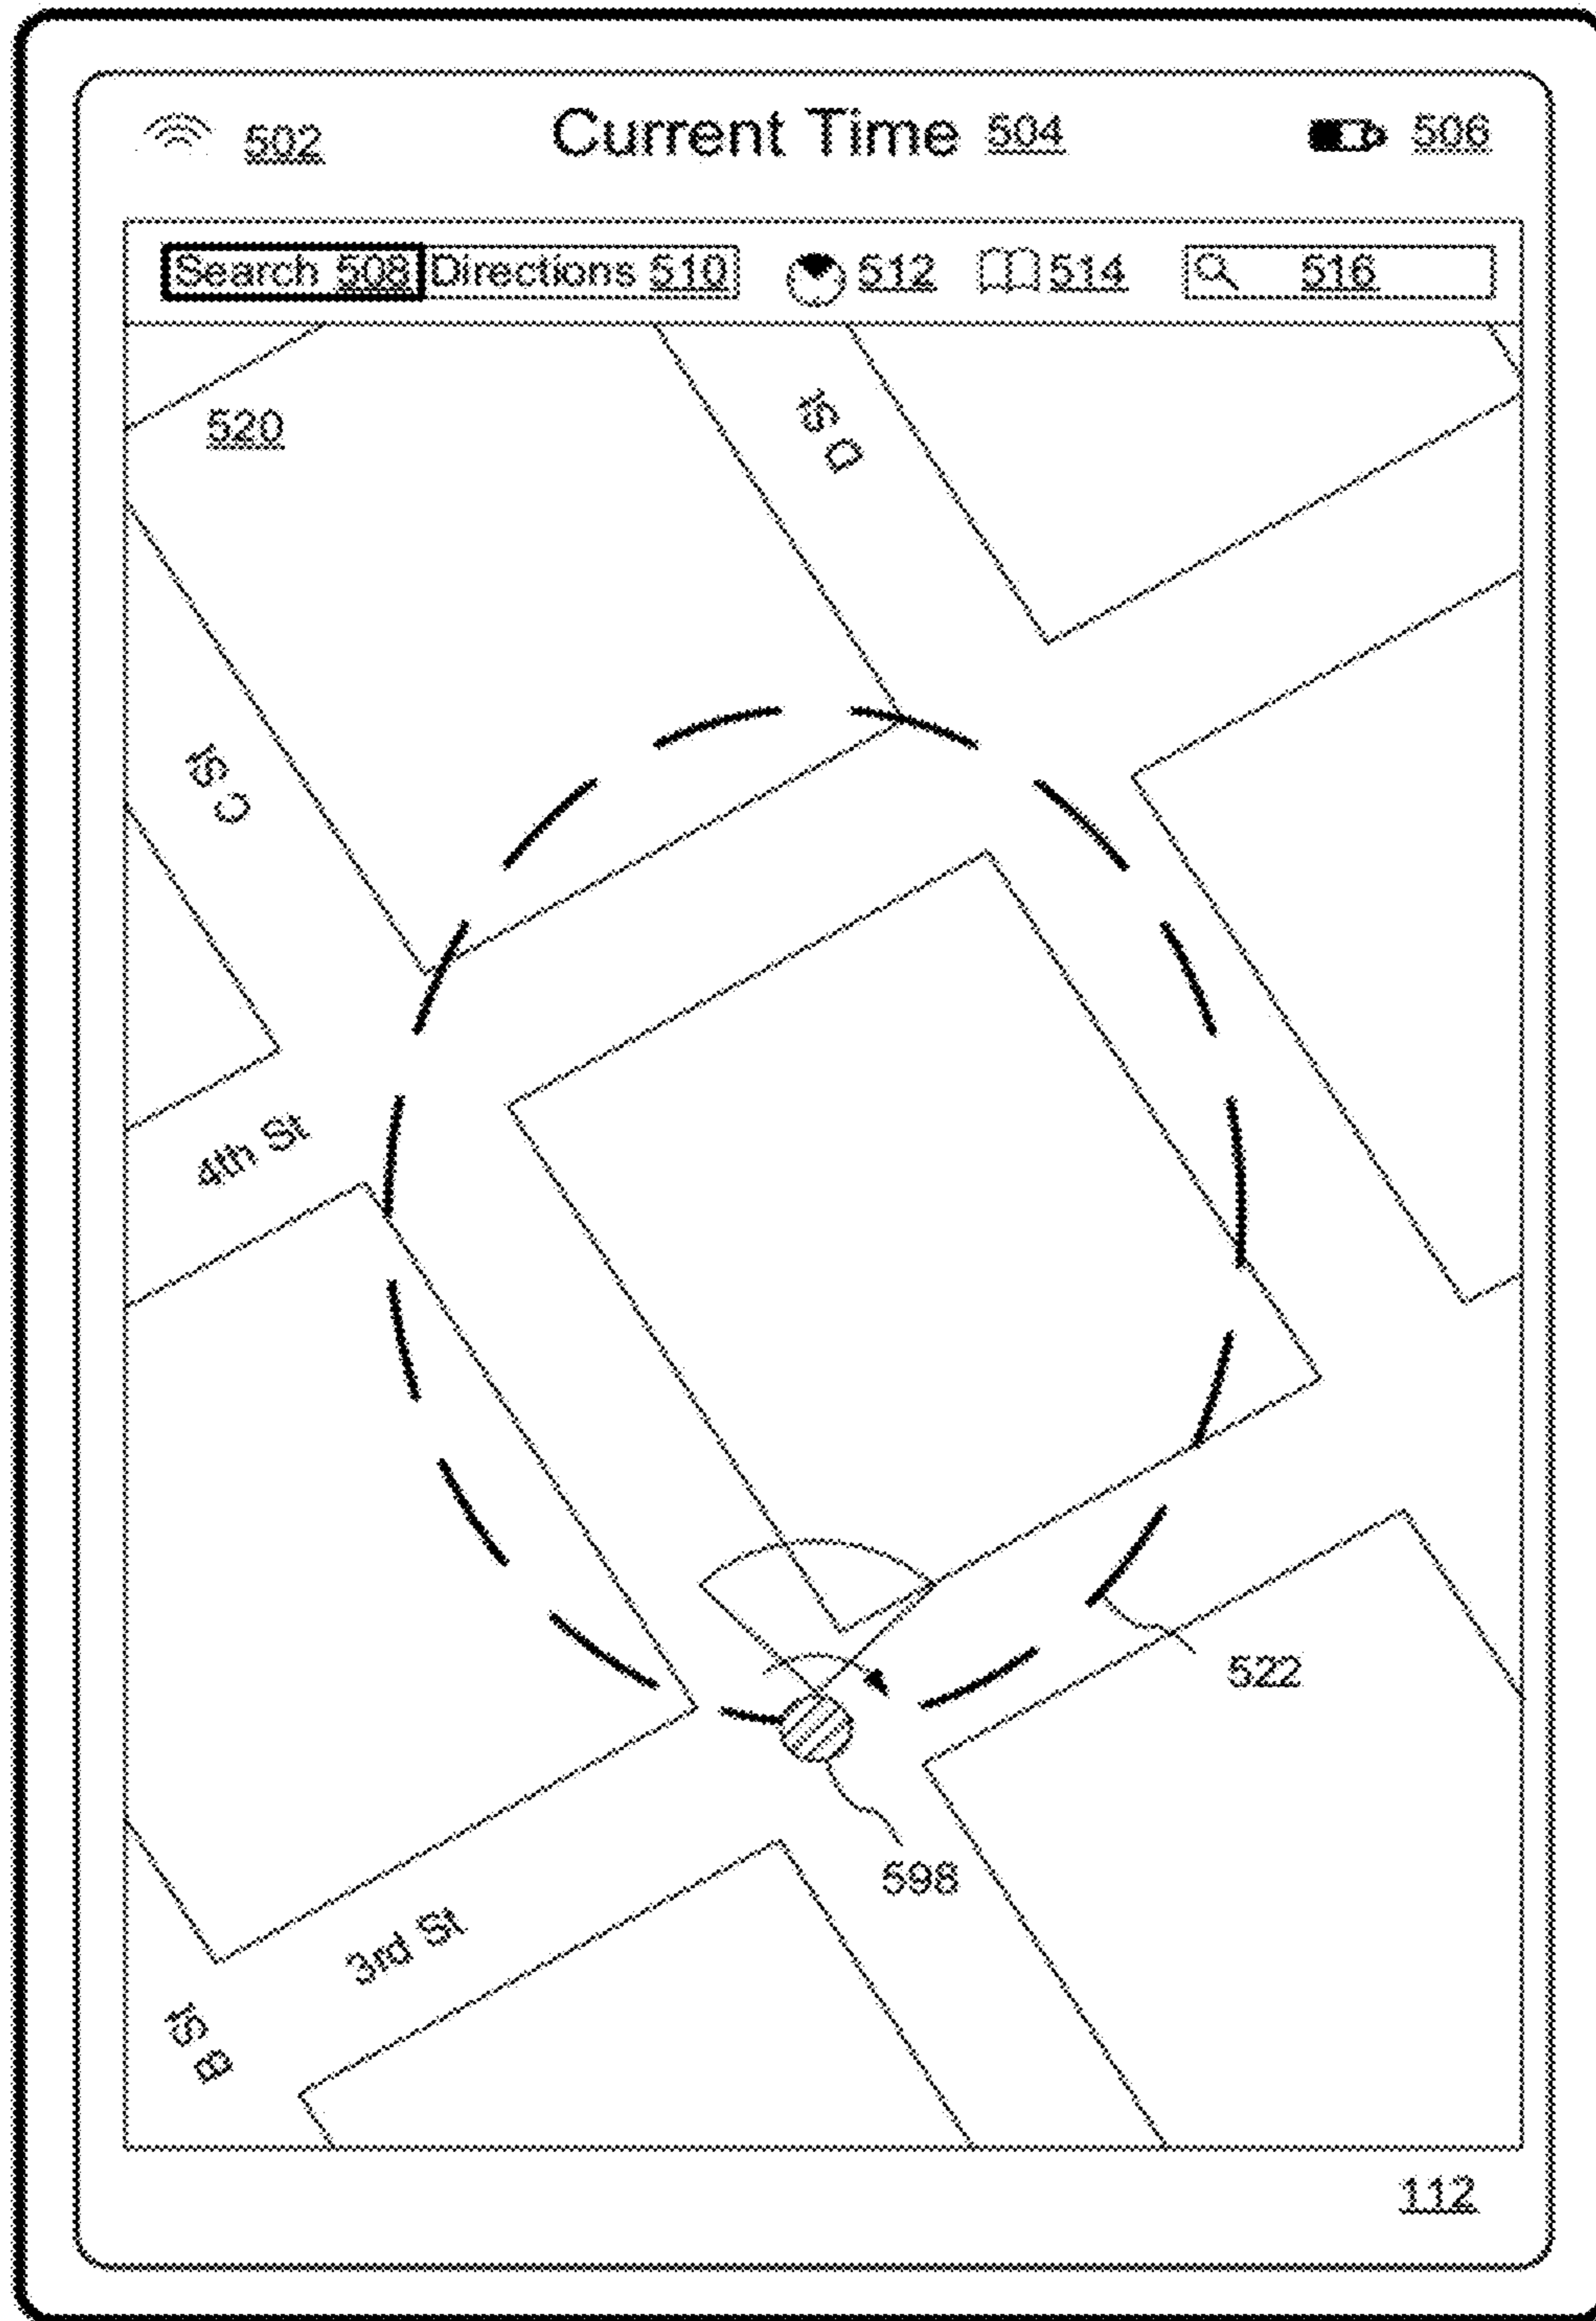 502 Current Time 504 506
Search 508 Directions 510 512 514 516
520
D St
C St
4th St
522
598
3rd St
B St
112